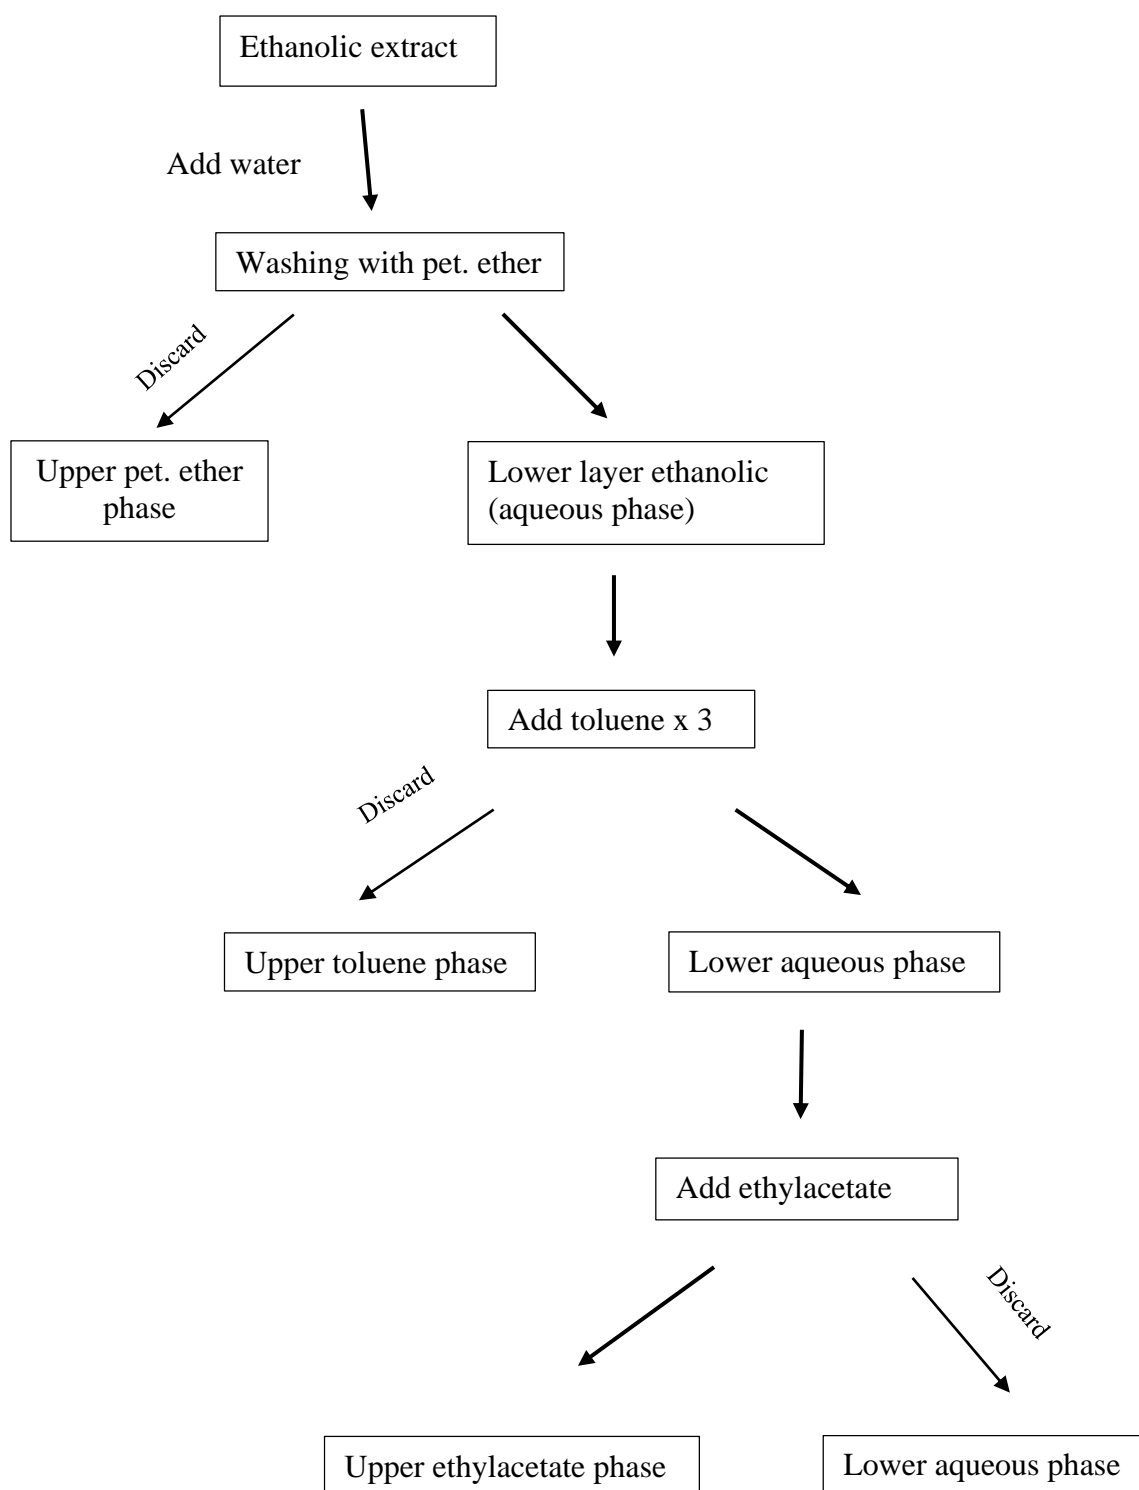 Ethanolic extract
Add water
Washing with pet. ether
Discard
Upper pet. ether
phase
Lower layer ethanolic
(aqueous phase)
Add toluene x 3
Discard
Upper toluene phase
Lower aqueous phase
Add ethylacetate
Discard
Upper ethylacetate phase
Lower aqueous phase